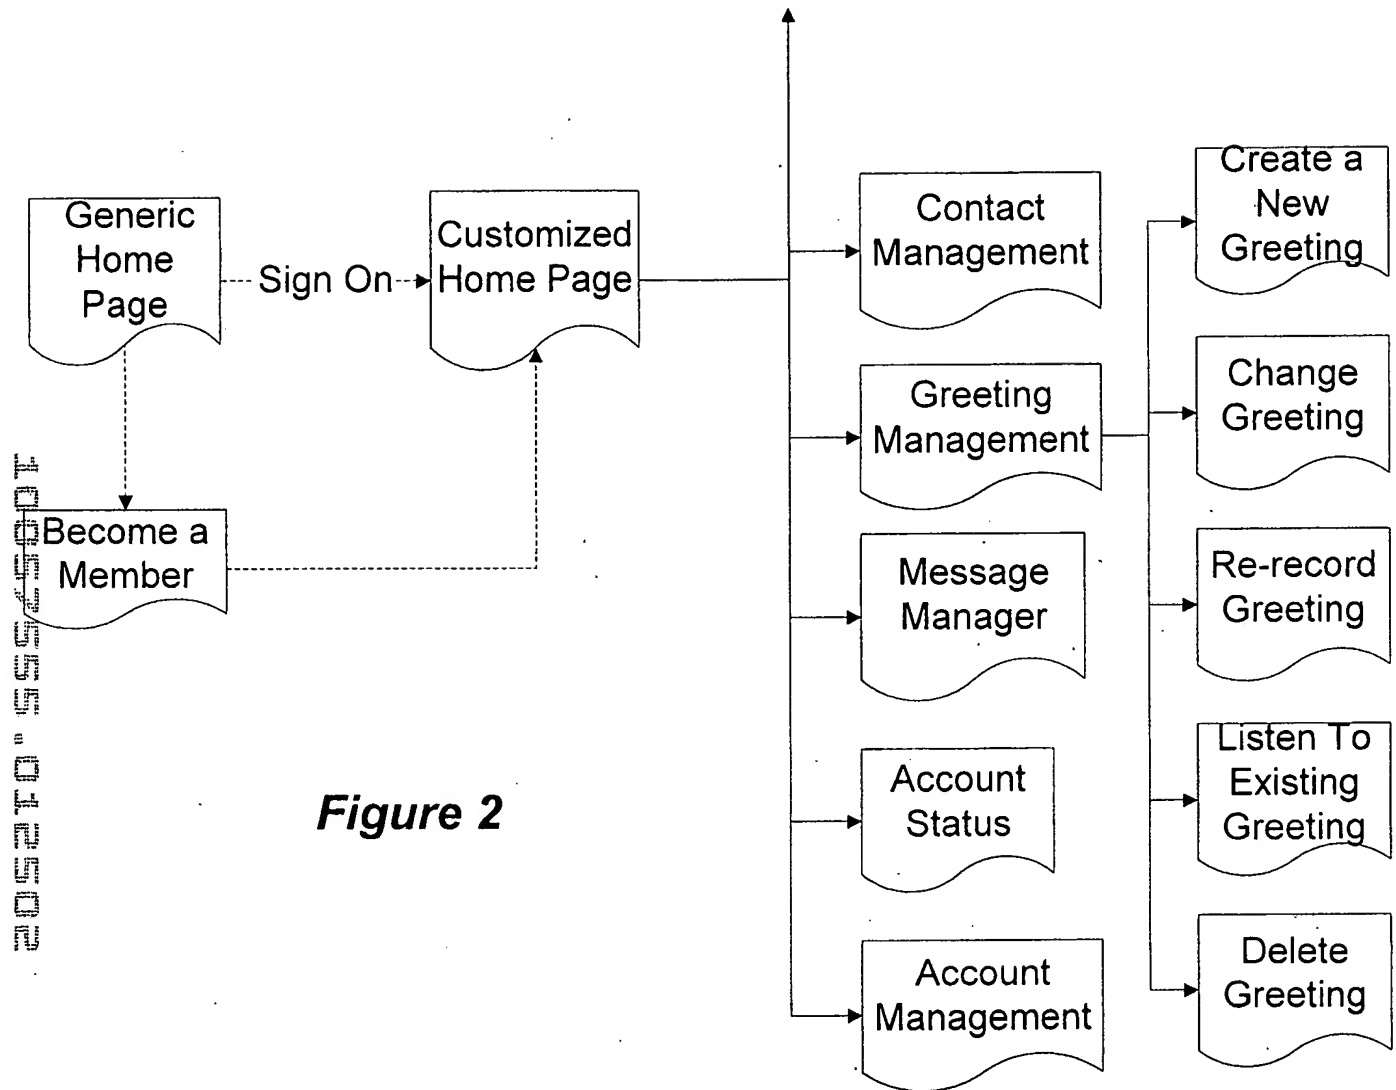 Generic
Home
Page
Sign On
Customized
Home Page
Become a
Member
Contact
Management
Greeting
Management
Message
Manager
Account
Status
Account
Management
Create a
New
Greeting
Change
Greeting
Re-record
Greeting
Listen To
Existing
Greeting
Delete
Greeting
Figure 2
10057555.012502